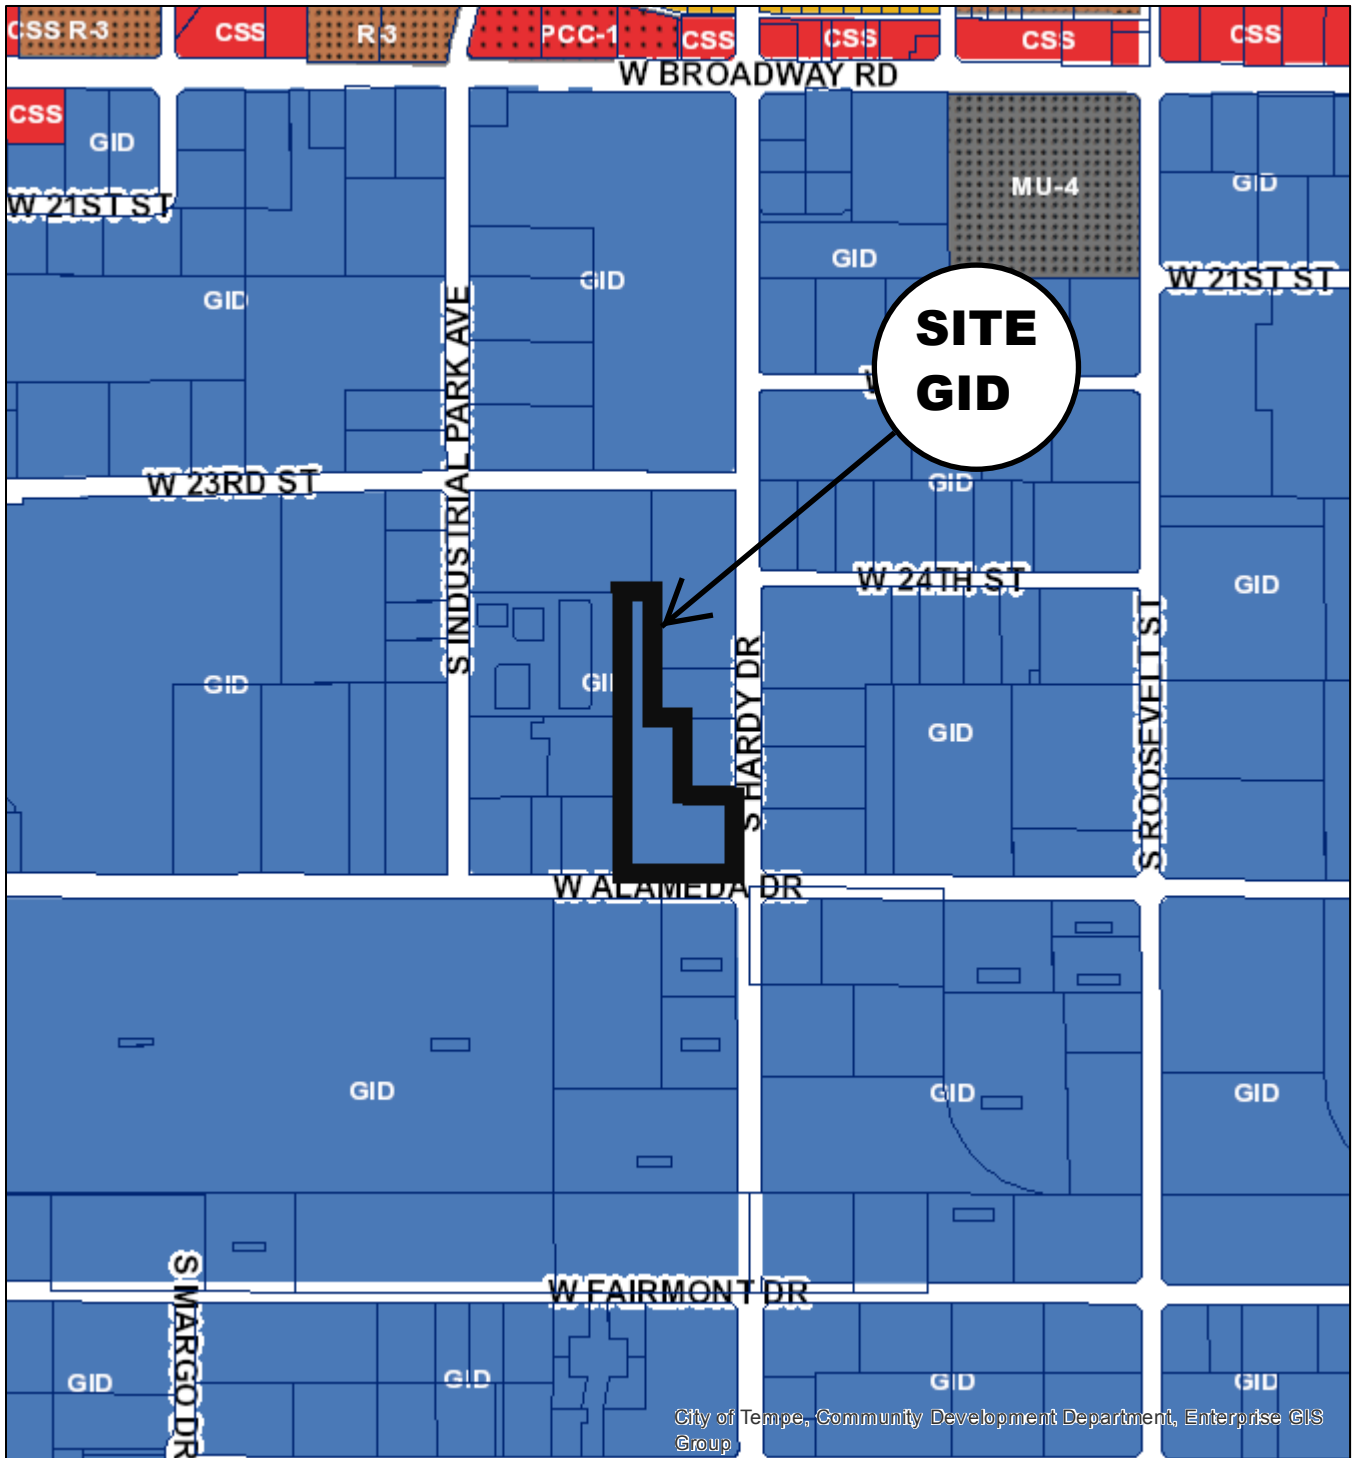 CSS R-3
CSS
R-3
PCC-1
CSS
CSS
CSS
CSS
W BROADWAY RD
CSS
GID
MU-4
GID
W 21ST ST
GID
W 21ST ST
GID
GID
GID
SITE
GID
S INDUSTRIAL PARK AVE
W 23RD ST
GID
W 24TH ST
GID
S ROOSEVELT ST
S HARDY DR
GID
GID
W ALAMEDA DR
GID
GID
GID
S MARGO DR
W FAIRMONT DR
GID
GID
GID
GID
City of Tempe, Community Development Department, Enterprise GIS
Group